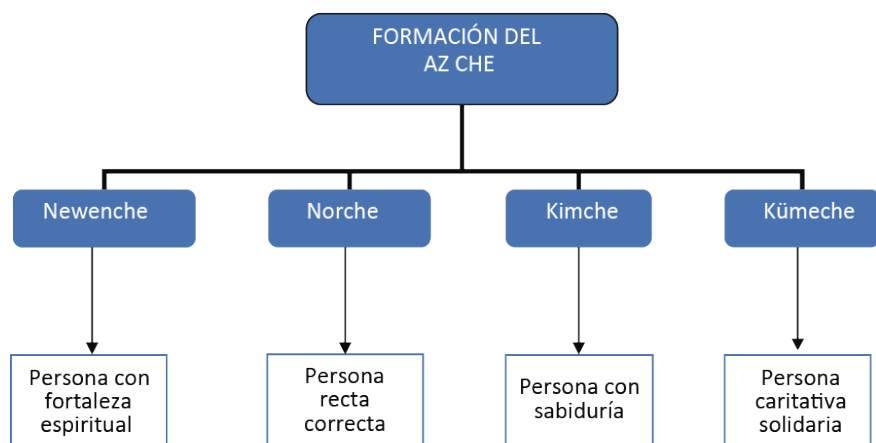 FORMACIÓN DEL
AZ CHE
Newenche
Norche
Kimche
Kümeche
Persona con
fortaleza
espiritual
Persona
recta
correcta
Persona con
sabiduría
Persona
caritativa
solidaria